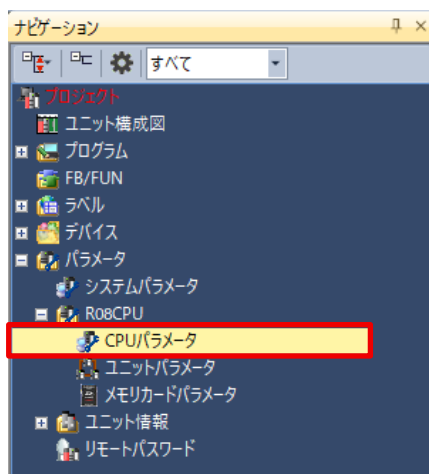 ナビゲーション
すべて
プロジェクト
ユニット構成図
プログラム
FB/FUN
ラベル
デバイス
パラメータ
システムパラメータ
R08CPU
CPUパラメータ
ユニットパラメータ
メモリカードパラメータ
ユニット情報
リモートパスワード